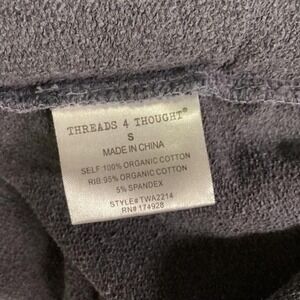 THREADS 4 THOUGHT®
S
MADE IN CHINA
SELF 100% ORGANIC COTTON
RIB 95% ORGANIC COTTON
5% SPANDEX
STYLE# TWA2214
RN# 174928